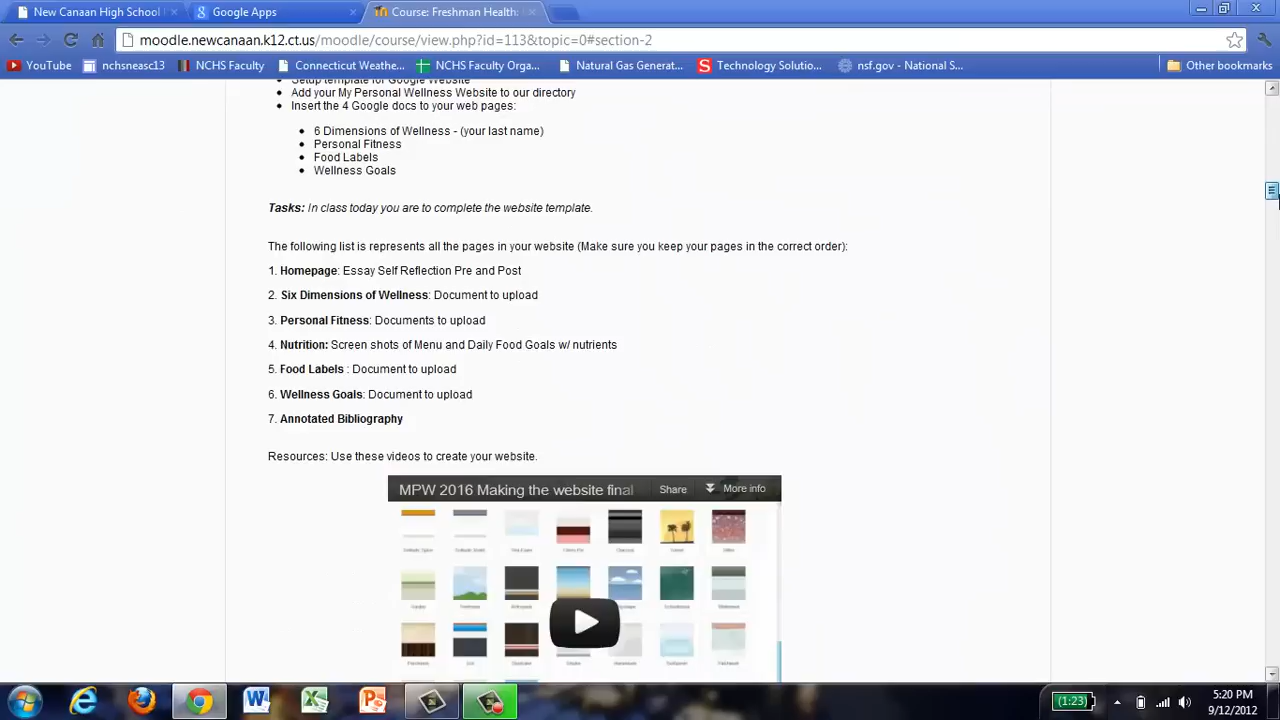 New Canaan High School
Google Apps
Course: Freshman Health:
moodle.newcanaan.k12.ct.us/moodle/course/view.php?id=113&topic=0#section-2
YouTube
nchsneasc13
NCHS Faculty
Connecticut Weathe...
NCHS Faculty Orga...
Natural Gas Generat...
Technology Solutio...
nsf.gov - National S...
Other bookmarks
Setup template for Google Website
Add your My Personal Wellness Website to our directory
Insert the 4 Google docs to your web pages:
6 Dimensions of Wellness - (your last name)
Personal Fitness
Food Labels
Wellness Goals
Tasks: In class today you are to complete the website template.
The following list is represents all the pages in your website (Make sure you keep your pages in the correct order):
1. Homepage: Essay Self Reflection Pre and Post
2. Six Dimensions of Wellness: Document to upload
3. Personal Fitness: Documents to upload
4. Nutrition: Screen shots of Menu and Daily Food Goals w/ nutrients
5. Food Labels : Document to upload
6. Wellness Goals: Document to upload
7. Annotated Bibliography
Resources: Use these videos to create your website.
MPW 2016 Making the website final
Share
More info
(1:23)
5:20 PM
9/12/2012